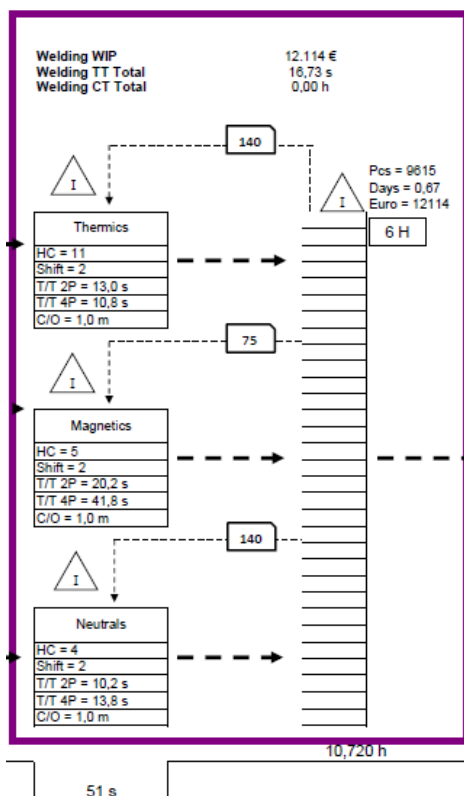 Welding WIP 12.114 €
Welding TT Total 16,73 s
Welding CT Total 0,00 h
140
I
I
Pcs = 9615
Days = 0,67
Euro = 12114
6 H
Thermics
HC = 11
Shift = 2
T/T 2P = 13,0 s
T/T 4P = 10,8 s
C/O = 1,0 m
75
I
Magnetics
HC = 5
Shift = 2
T/T 2P = 20,2 s
T/T 4P = 41,8 s
C/O = 1,0 m
140
I
Neutrals
HC = 4
Shift = 2
T/T 2P = 10,2 s
T/T 4P = 13,8 s
C/O = 1,0 m
10,720 h
51 s